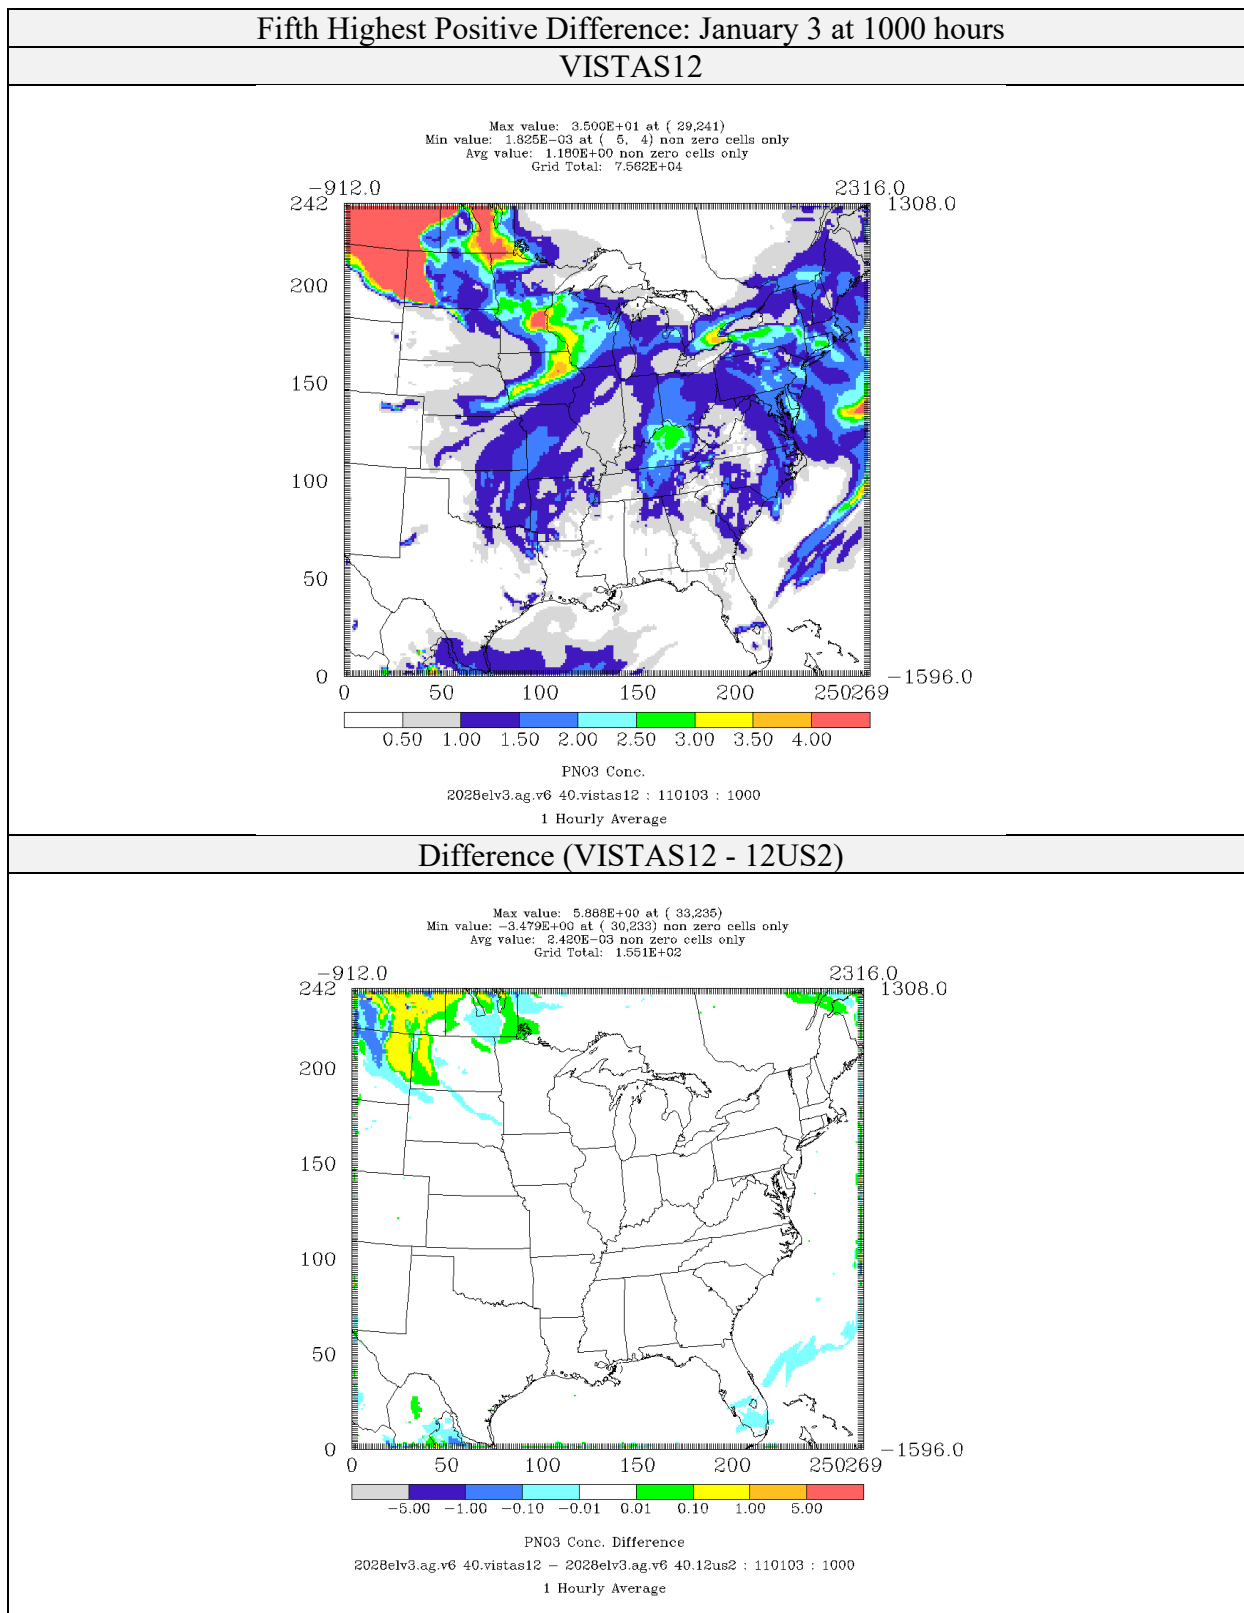 Fifth Highest Positive Difference: January 3 at 1000 hours
VISTAS12
Max value: 3.500E+01 at ( 29,241)
Min value: 1.825E-03 at ( 5, 4) non zero cells only
Avg value: 1.180E+00 non zero cells only
Grid Total: 7.562E+04
-912.0 2316.0
242 1308.0
200
150
100
50
0 -1596.0
0 50 100 150 200 250269
0.50 1.00 1.50 2.00 2.50 3.00 3.50 4.00
PNO3 Conc.
2028elv3.ag.v6 40.vistas12 : 110103 : 1000
1 Hourly Average
Difference (VISTAS12 - 12US2)
Max value: 5.888E+00 at ( 33,235)
Min value: -3.479E+00 at ( 30,233) non zero cells only
Avg value: 2.420E-03 non zero cells only
Grid Total: 1.551E+02
-912.0 2316.0
242 1308.0
200
150
100
50
0 -1596.0
0 50 100 150 200 250269
-5.00 -1.00 -0.10 -0.01 0.01 0.10 1.00 5.00
PNO3 Conc. Difference
2028elv3.ag.v6 40.vistas12 - 2028elv3.ag.v6 40.12us2 : 110103 : 1000
1 Hourly Average